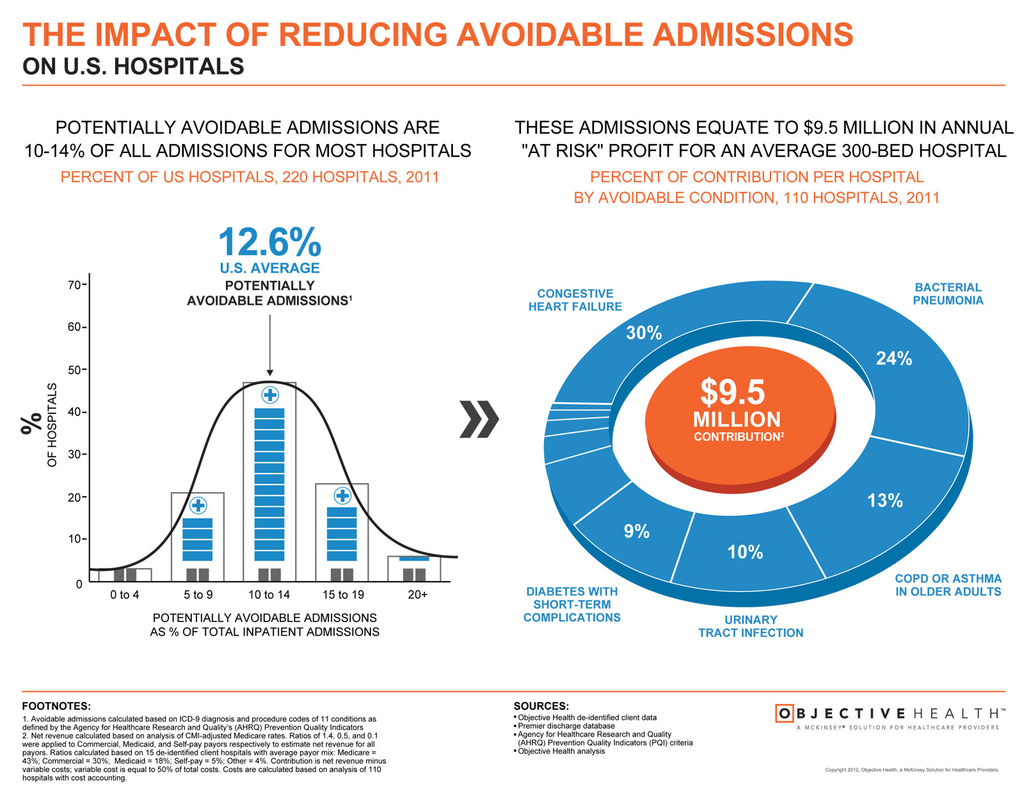 THE IMPACT OF REDUCING AVOIDABLE ADMISSIONS
ON U.S. HOSPITALS
POTENTIALLY AVOIDABLE ADMISSIONS ARE
10-14% OF ALL ADMISSIONS FOR MOST HOSPITALS
PERCENT OF US HOSPITALS, 220 HOSPITALS, 2011
12.6%
U.S. AVERAGE
POTENTIALLY
AVOIDABLE ADMISSIONS¹
70
60
50
40
30
20
10
0
% OF HOSPITALS
0 to 4
5 to 9
10 to 14
15 to 19
20+
POTENTIALLY AVOIDABLE ADMISSIONS
AS % OF TOTAL INPATIENT ADMISSIONS
THESE ADMISSIONS EQUATE TO $9.5 MILLION IN ANNUAL
"AT RISK" PROFIT FOR AN AVERAGE 300-BED HOSPITAL
PERCENT OF CONTRIBUTION PER HOSPITAL
BY AVOIDABLE CONDITION, 110 HOSPITALS, 2011
CONGESTIVE
HEART FAILURE
30%
BACTERIAL
PNEUMONIA
24%
$9.5
MILLION
CONTRIBUTION²
13%
COPD OR ASTHMA
IN OLDER ADULTS
10%
URINARY
TRACT INFECTION
9%
DIABETES WITH
SHORT-TERM
COMPLICATIONS
FOOTNOTES:
1. Avoidable admissions calculated based on ICD-9 diagnosis and procedure codes of 11 conditions as
defined by the Agency for Healthcare Research and Quality's (AHRQ) Prevention Quality Indicators
2. Net revenue calculated based on analysis of CMI-adjusted Medicare rates. Ratios of 1.4, 0.5, and 0.1
were applied to Commercial, Medicaid, and Self-pay payors respectively to estimate net revenue for all
payors. Ratios calculated based on 15 de-identified client hospitals with average payor mix: Medicare =
43%; Commercial = 30%; Medicaid = 18%; Self-pay = 5%; Other = 4%. Contribution is net revenue minus
variable costs; variable cost is equal to 50% of total costs. Costs are calculated based on analysis of 110
hospitals with cost accounting.
SOURCES:
• Objective Health de-identified client data
• Premier discharge database
• Agency for Healthcare Research and Quality
(AHRQ) Prevention Quality Indicators (PQI) criteria
• Objective Health analysis
OBJECTIVE HEALTH™
A MCKINSEY® SOLUTION FOR HEALTHCARE PROVIDERS
Copyright 2012, Objective Health, a McKinsey Solution for Healthcare Providers.